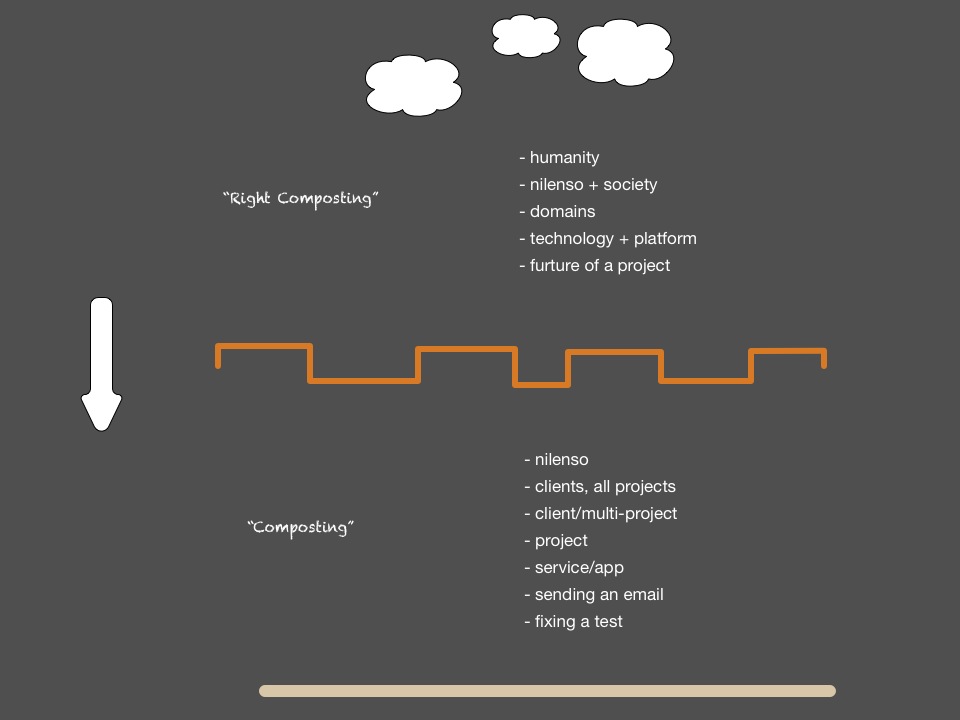 - humanity
“Right Composting”
- nilenso + society
- domains
- technology + platform
- furture of a project
- nilenso
- clients, all projects
- client/multi-project
“Composting”
- project
- service/app
- sending an email
- fixing a test